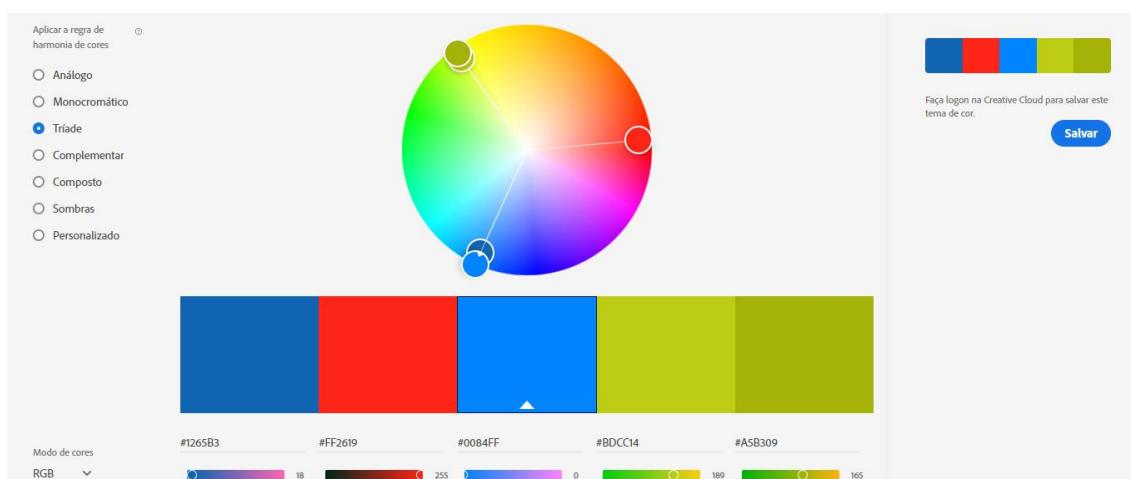 Aplicar a regra de
harmonia de cores
Análogo
Monocromático
Tríade
Complementar
Composto
Sombras
Personalizado
Faça logon na Creative Cloud para salvar este
tema de cor.
Salvar
#1265B3 #FF2619 #0084FF #BDCC14 #A5B309
Modo de cores
RGB 18 255 0 189 165